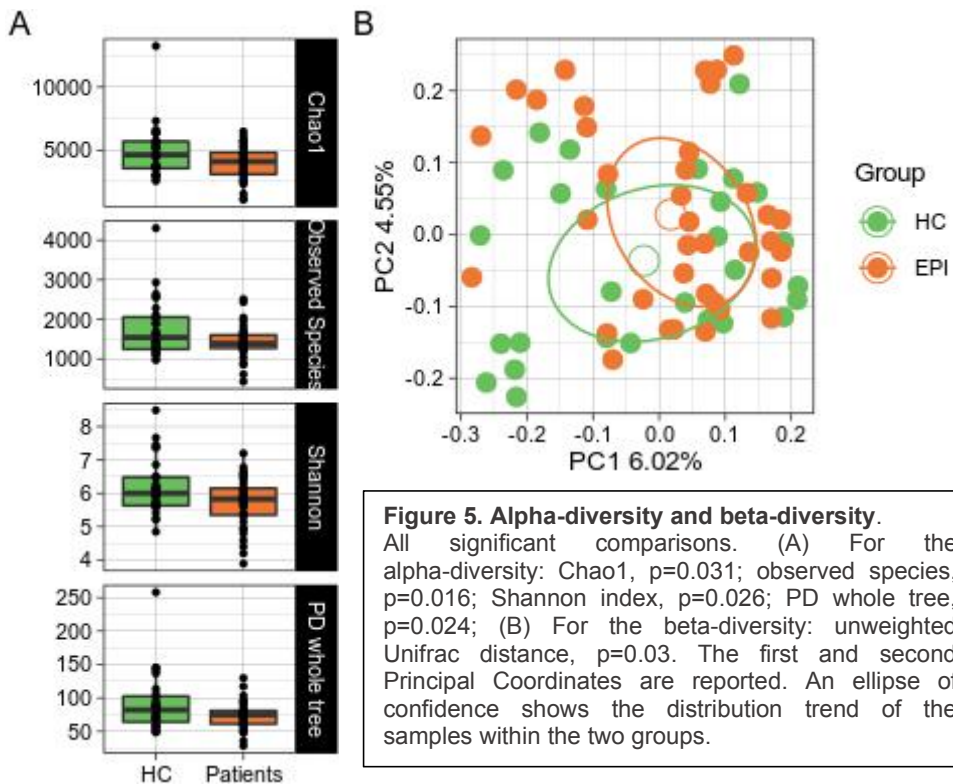 A
10000
5000
Chao1
4000
3000
2000
1000
Observed Species
8
7
6
5
4
Shannon
250
200
150
100
50
PD whole tree
HC Patients
B
0.2
0.1
0.0
-0.1
-0.2
PC2 4.55%
-0.3 -0.2 -0.1 0.0 0.1 0.2
PC1 6.02%
Group
HC
EPI
Figure 5. Alpha-diversity and beta-diversity.
All significant comparisons. (A) For the
alpha-diversity: Chao1, p=0.031; observed species,
p=0.016; Shannon index, p=0.026; PD whole tree,
p=0.024; (B) For the beta-diversity: unweighted
Unifrac distance, p=0.03. The first and second
Principal Coordinates are reported. An ellipse of
confidence shows the distribution trend of the
samples within the two groups.